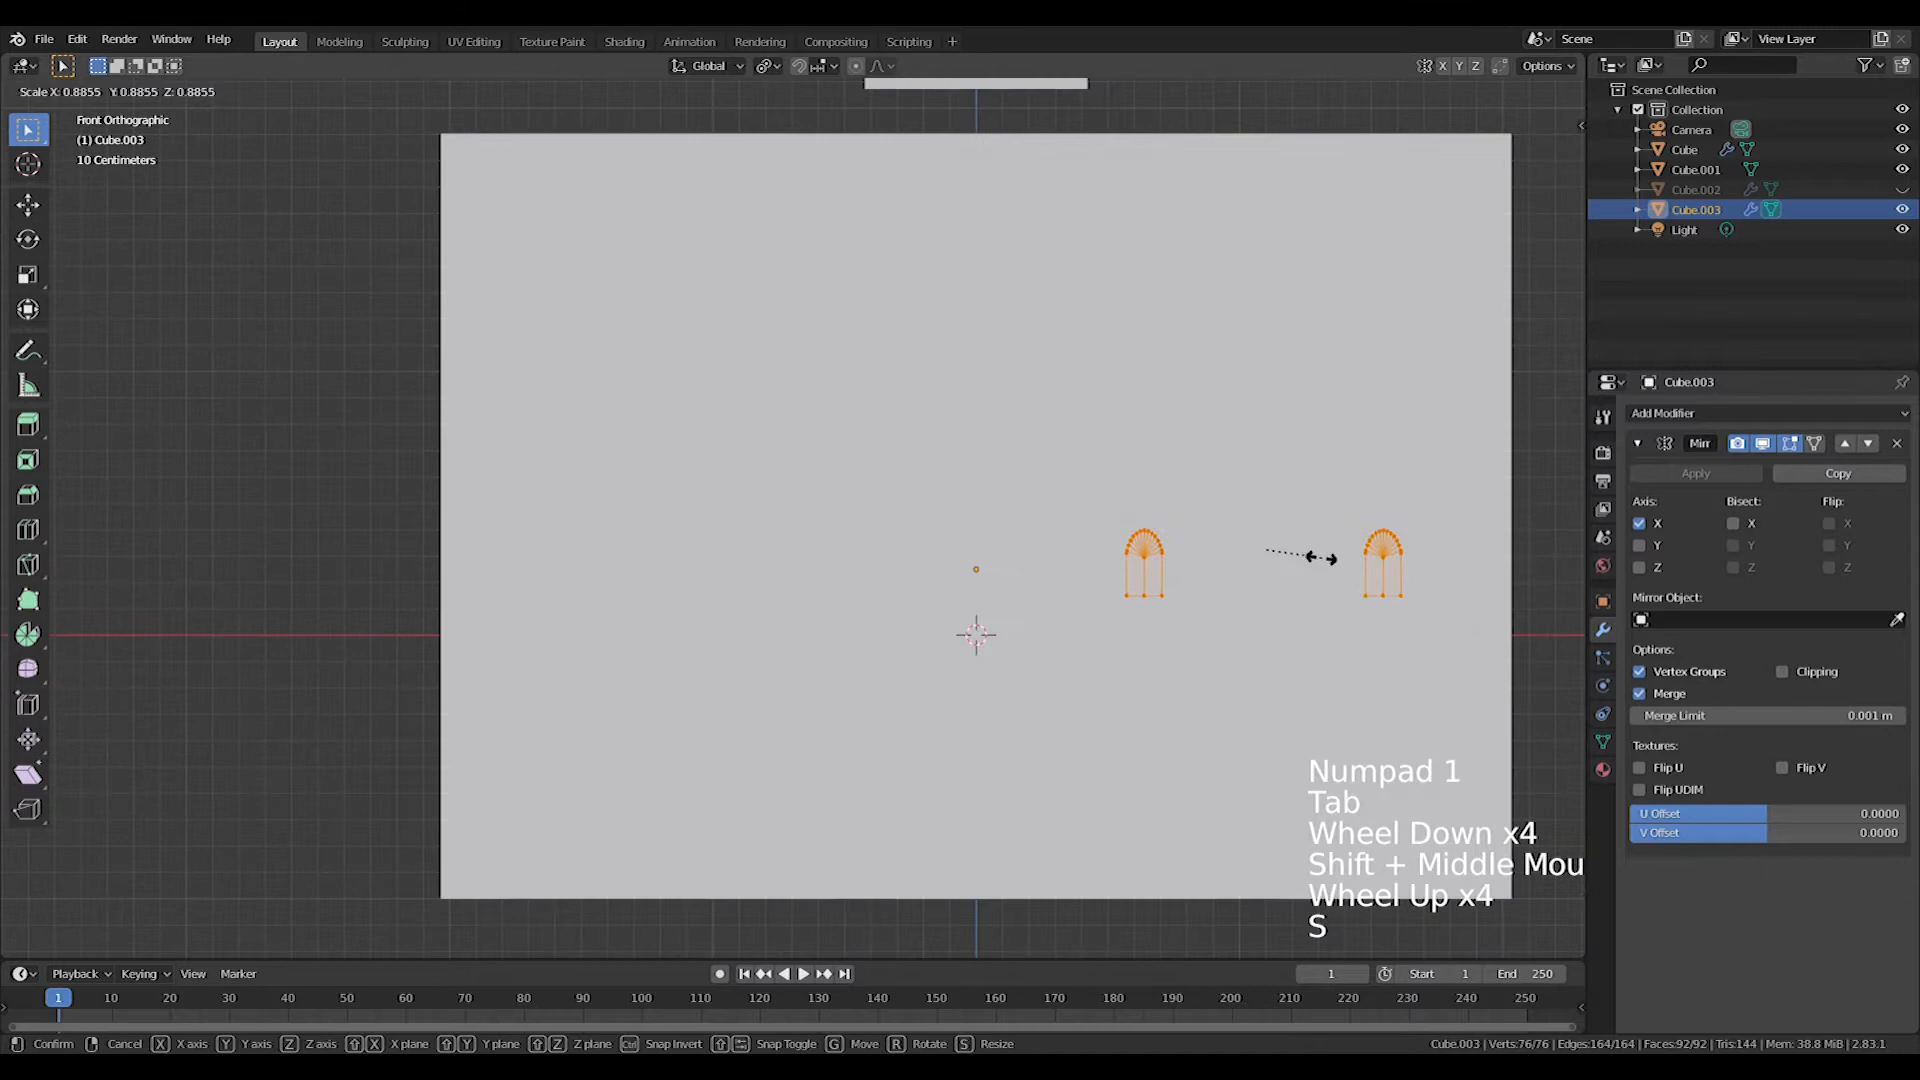 File Edit Render Window Help Layout Modeling Sculpting UV Editing Texture Paint Shading Animation Rendering Compositing Scripting + Scene View Layer
Global X Y Z Options
Scale X: 0.8855 Y: 0.8855 Z: 0.8855
Front Orthographic
(1) Cube.003
10 Centimeters
Scene Collection
Collection
Camera
Cube
Cube.001
Cube.002
Cube.003
Light
Cube.003
Add Modifier
Mirr
Apply Copy
Axis: Bisect: Flip:
X X X
Y Y Y
Z Z Z
Mirror Object:
Options:
Vertex Groups Clipping
Merge
Merge Limit 0.001 m
Textures:
Flip U Flip V
Flip UDIM
U Offset 0.0000
V Offset 0.0000
Numpad 1
Tab
Wheel Down x4
Shift + Middle Mou
Wheel Up x4
S
Playback Keying View Marker 1 Start 1 End 250
1 10 20 30 40 50 60 70 80 90 100 110 120 130 140 150 160 170 180 190 200 210 220 230 240 250
Confirm Cancel X X axis Y Y axis Z Z axis X X plane Y Y plane Z Z plane Ctrl Snap Invert Snap Toggle G Move R Rotate S Resize Cube.003 | Verts:76/76 | Edges:164/164 | Faces:92/92 | Tris:144 | Mem: 38.8 MiB | 2.83.1